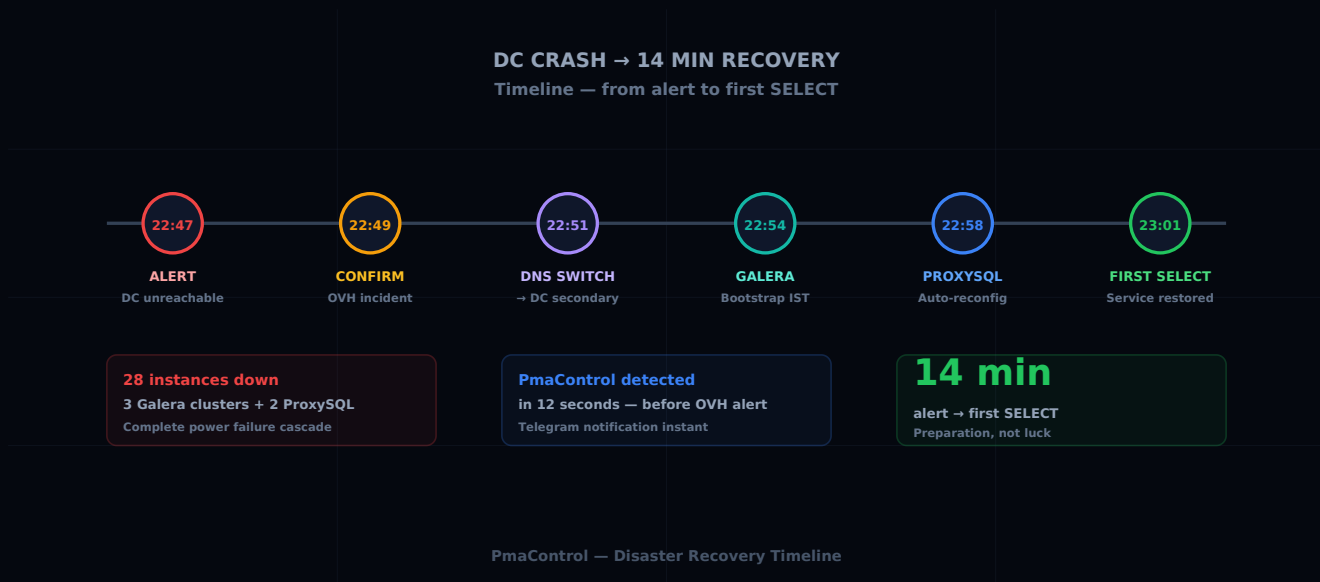 DC CRASH → 14 MIN RECOVERY
Timeline — from alert to first SELECT
22:47
22:49
22:51
22:54
22:58
23:01
ALERT
CONFIRM
DNS SWITCH
GALERA
PROXYSQL
FIRST SELECT
DC unreachable
OVH incident
→ DC secondary
Bootstrap IST
Auto-reconfig
Service restored
28 instances down
3 Galera clusters + 2 ProxySQL
Complete power failure cascade
PmaControl detected
in 12 seconds — before OVH alert
Telegram notification instant
14 min
alert → first SELECT
Preparation, not luck
PmaControl — Disaster Recovery Timeline